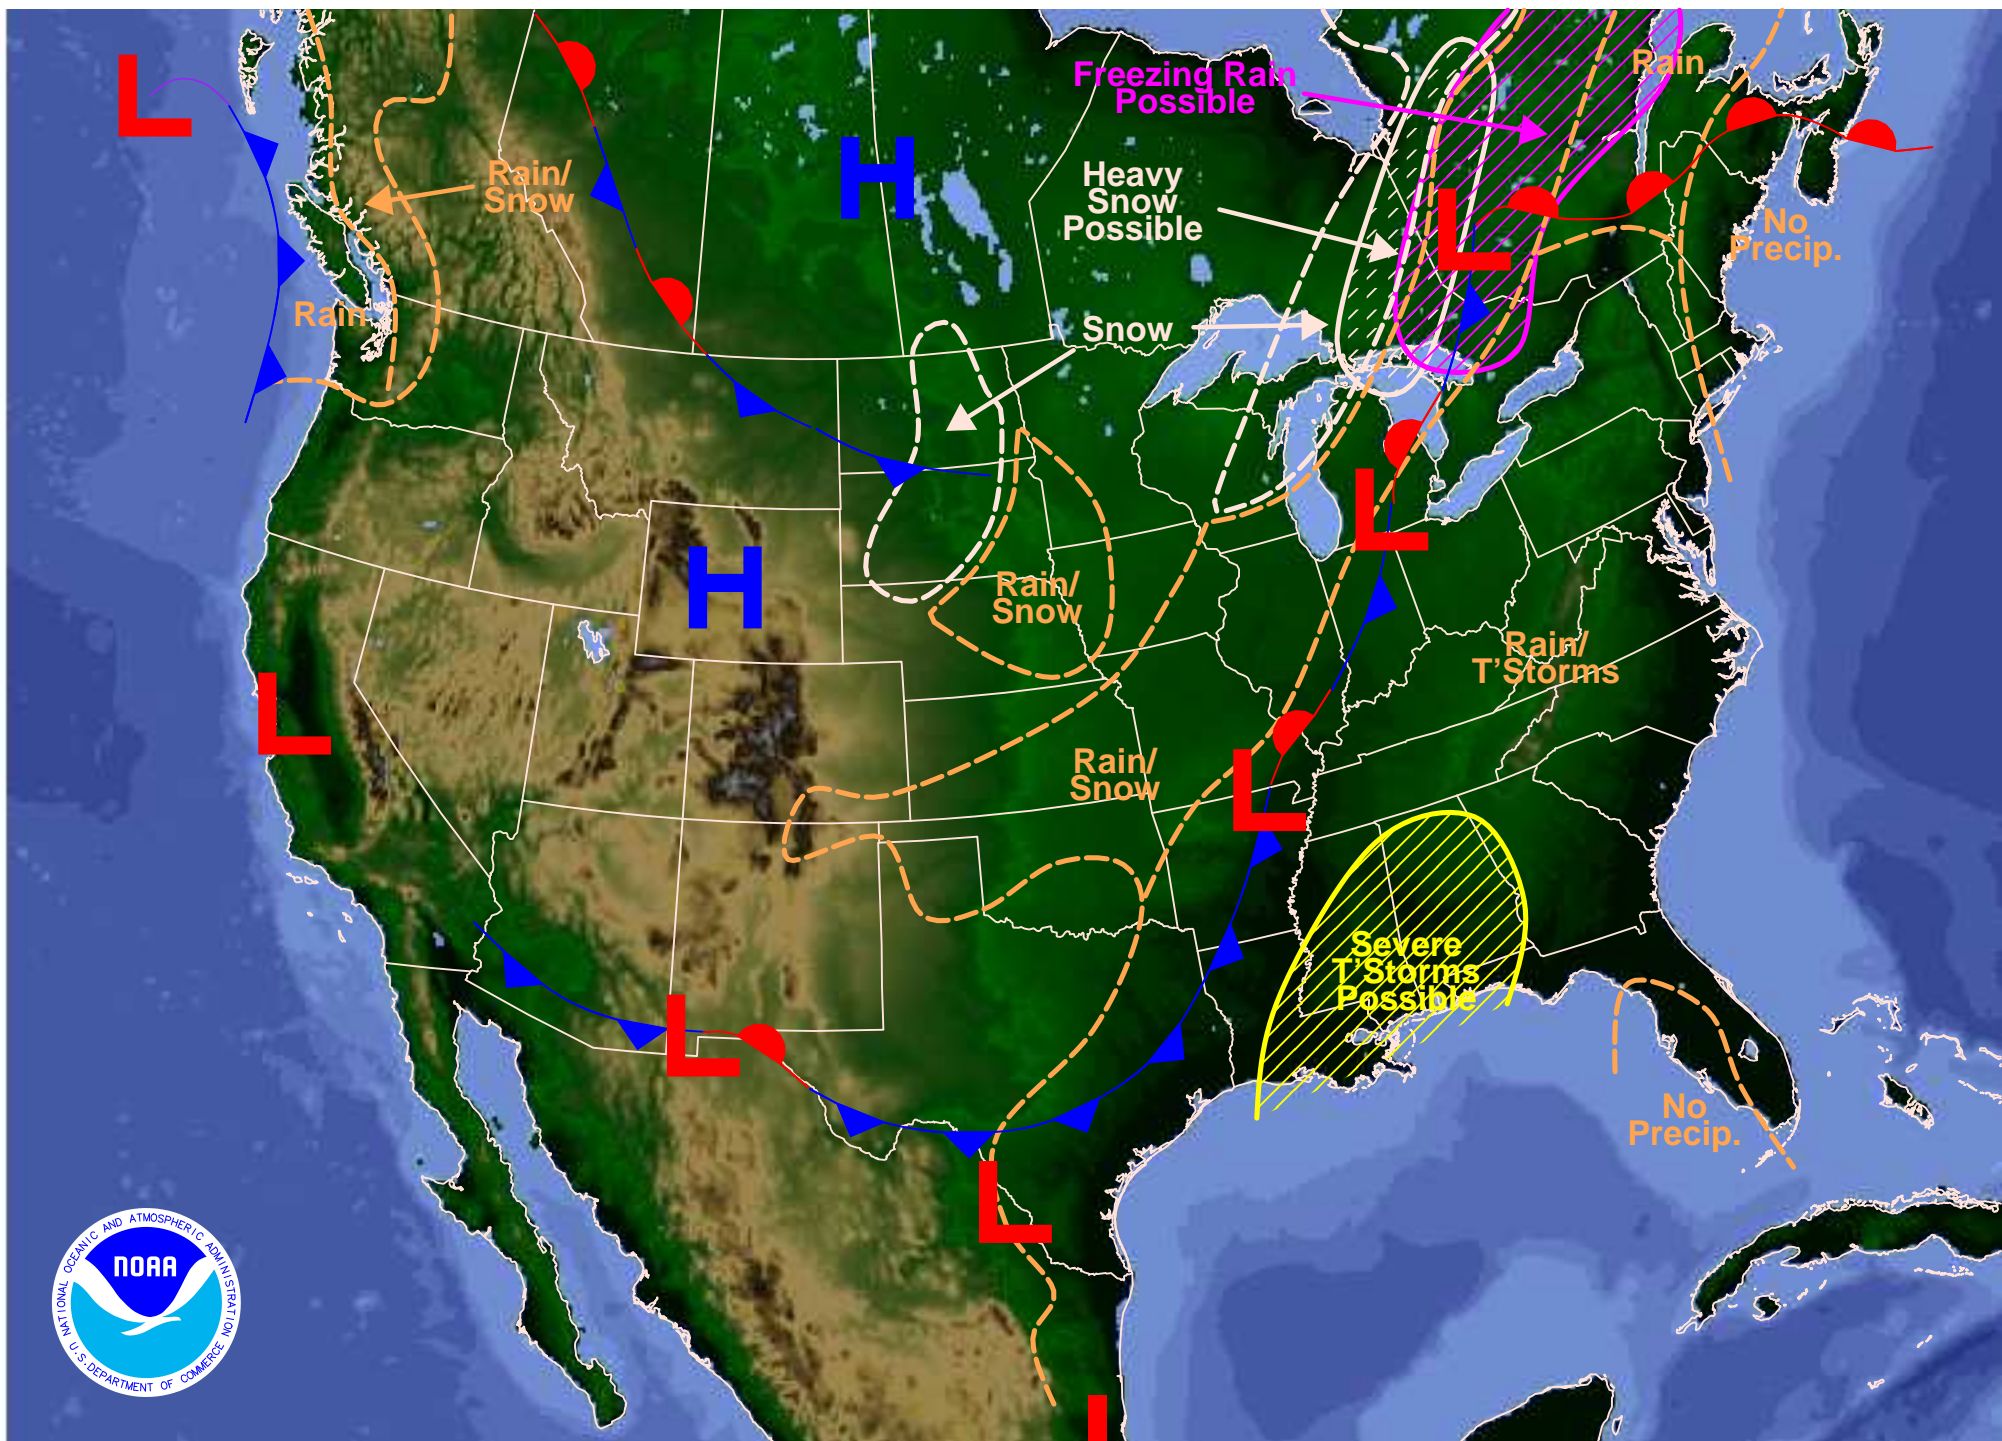 L
Freezing Rain
Possible
Rain
H
Rain/
Snow
Heavy
Snow
Possible
L
No
Precip.
Rain
Snow
L
H
Rain/
Snow
Rain/
T'Storms
L
Rain/
Snow
L
Severe
T'Storms
Possible
L
No
Precip.
L
L
NATIONAL OCEANIC AND ATMOSPHERIC ADMINISTRATION
NOAA
U.S. DEPARTMENT OF COMMERCE